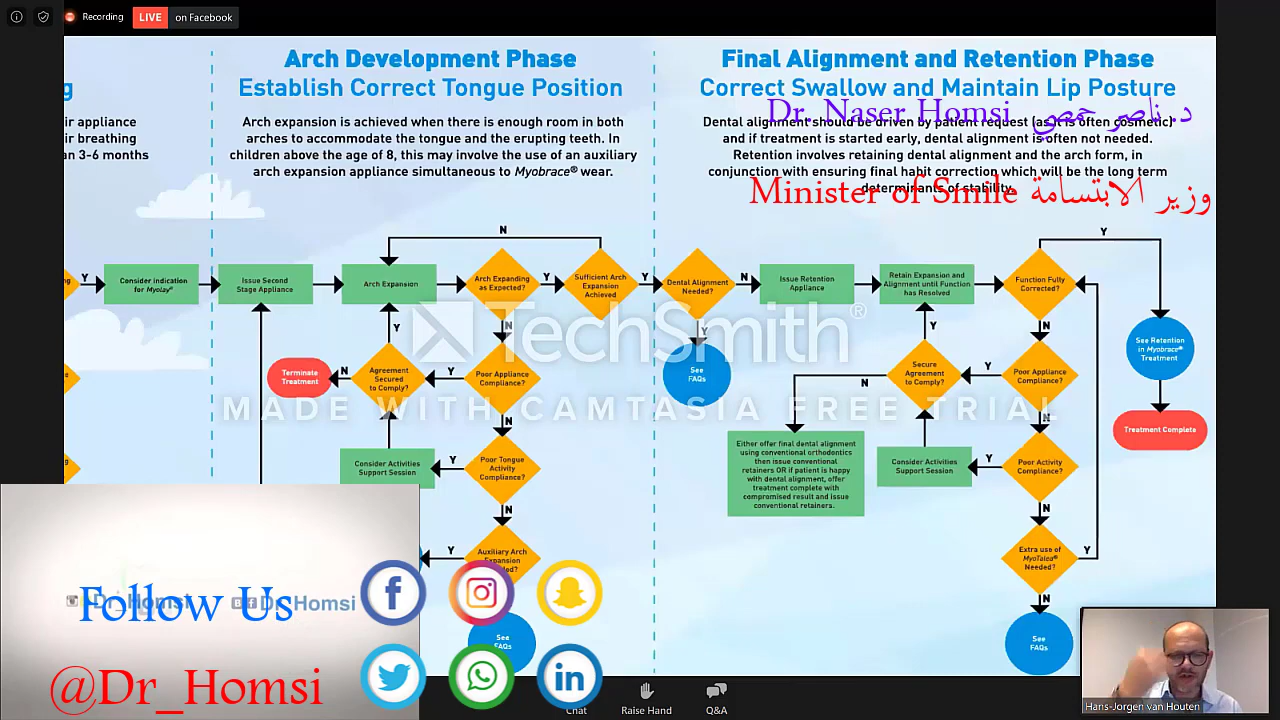 Recording
LIVE
on Facebook
Arch Development Phase
Establish Correct Tongue Position
Arch expansion is achieved when there is enough room in both
arches to accommodate the tongue and the erupting teeth. In
children above the age of 8, this may involve the use of an auxiliary
arch expansion appliance simultaneous to Myobrace® wear.
Final Alignment and Retention Phase
Correct Swallow and Maintain Lip Posture
Dental alignment should be driven by patient request (as it is often cosmetic)
and if treatment is started early, dental alignment is often not needed.
Retention involves retaining dental alignment and the arch form, in
conjunction with ensuring final habit correction which will be the long term
determinants of stability.
Dr. Naser Homsi د.ناصر حمصي
Minister of Smile وزير الابتسامة
g
ir appliance
ir breathing
an 3-6 months
N
Y
Y
Consider Indication
for Myolay®
Issue Second
Stage Appliance
Arch Expansion
Arch Expanding
as Expected?
Y
Sufficient Arch
Expansion
Achieved
Y
Dental Alignment
Needed?
N
Issue Retention
Appliance
Retain Expansion and
Alignment until Function
has Resolved
Function Fully
Corrected?
Y
N
Y
Y
N
TechSmith®
See Retention
in Myobrace®
Treatment
Terminate
Treatment
N
Agreement
Secured
to Comply?
Y
Poor Appliance
Compliance?
See
FAQs
N
Secure
Agreement
to Comply?
Y
Poor Appliance
Compliance?
MADE WITH CAMTASIA FREE TRIAL
N
N
Treatment Complete
Either offer final dental alignment
using conventional orthodontics
then issue conventional
retainers OR if patient is happy
with dental alignment, offer
treatment complete with
compromised result and issue
conventional retainers.
Consider Activities
Support Session
Y
Poor Tongue
Activity
Compliance?
Consider Activities
Support Session
Y
Poor Activity
Compliance?
N
N
Y
Auxiliary Arch
Expansion
Extra use of
MyoTalea®
Needed?
Y
N
See
FAQs
See
FAQs
Follow Us
Dr_Homsi
Dr_Homsi
@Dr_Homsi
Chat
Raise Hand
Q&A
Hans-Jorgen van Houten